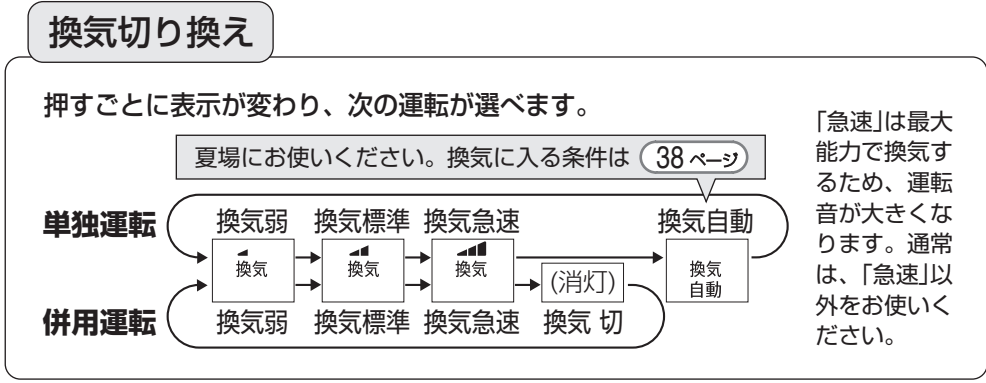 換気切り換え
押すごとに表示が変わり、次の運転が選べます。
夏場にお使いください。換気に入る条件は 38 ページ
単独運転 換気弱 換気標準 換気急速 換気自動
換気 換気 換気 換気
自動
(消灯)
併用運転 換気弱 換気標準 換気急速 換気 切
「急速」は最大
能力で換気す
るため、運転
音が大きくな
ります。通常
は、「急速」以
外をお使いく
ださい。